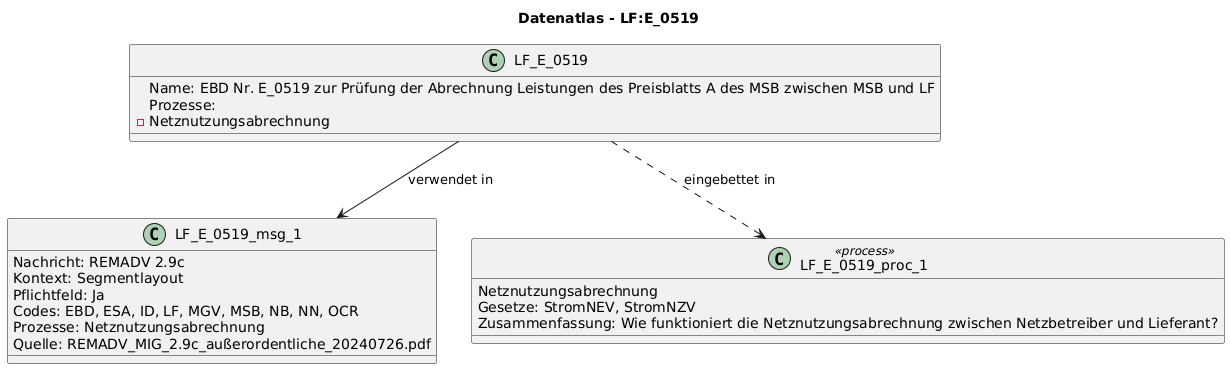 Datenatlas - LF:E_0519
C LF_E_0519
Name: EBD Nr. E_0519 zur Prüfung der Abrechnung Leistungen des Preisblatts A des MSB zwischen MSB und LF
Prozesse:
Netznutzungsabrechnung
verwendet in
eingebettet in
C LF_E_0519_msg_1
Nachricht: REMADV 2.9c
Kontext: Segmentlayout
Pflichtfeld: Ja
Codes: EBD, ESA, ID, LF, MGV, MSB, NB, NN, OCR
Prozesse: Netznutzungsabrechnung
Quelle: REMADV_MIG_2.9c_außerordentliche_20240726.pdf
«process»
C LF_E_0519_proc_1
Netznutzungsabrechnung
Gesetze: StromNEV, StromNZV
Zusammenfassung: Wie funktioniert die Netznutzungsabrechnung zwischen Netzbetreiber und Lieferant?